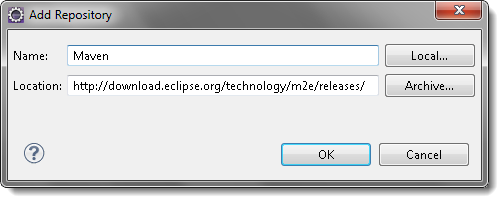 Add Repository
Name: Maven Local...
Location: http://download.eclipse.org/technology/m2e/releases/ Archive...
? OK Cancel